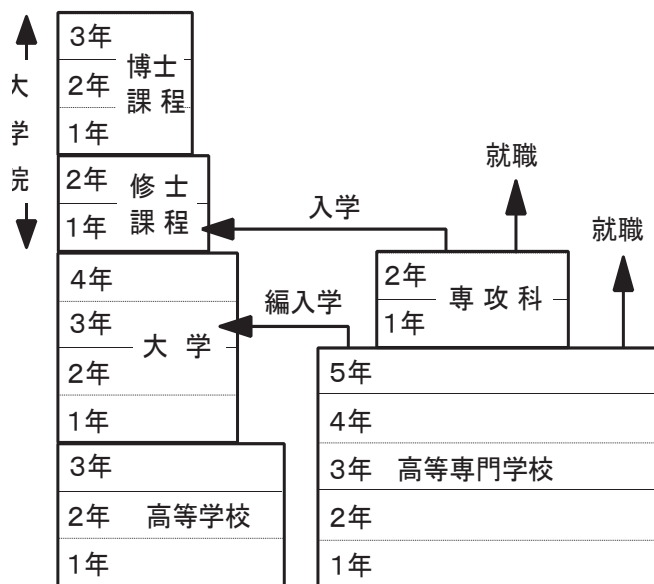 大学院
3年
2年
1年
博士
課程
2年
1年
修士
課程
4年
3年
2年
1年
大学
3年
2年
1年
高等学校
入学
編入学
就職
就職
2年
1年
専攻科
5年
4年
3年
2年
1年
高等専門学校